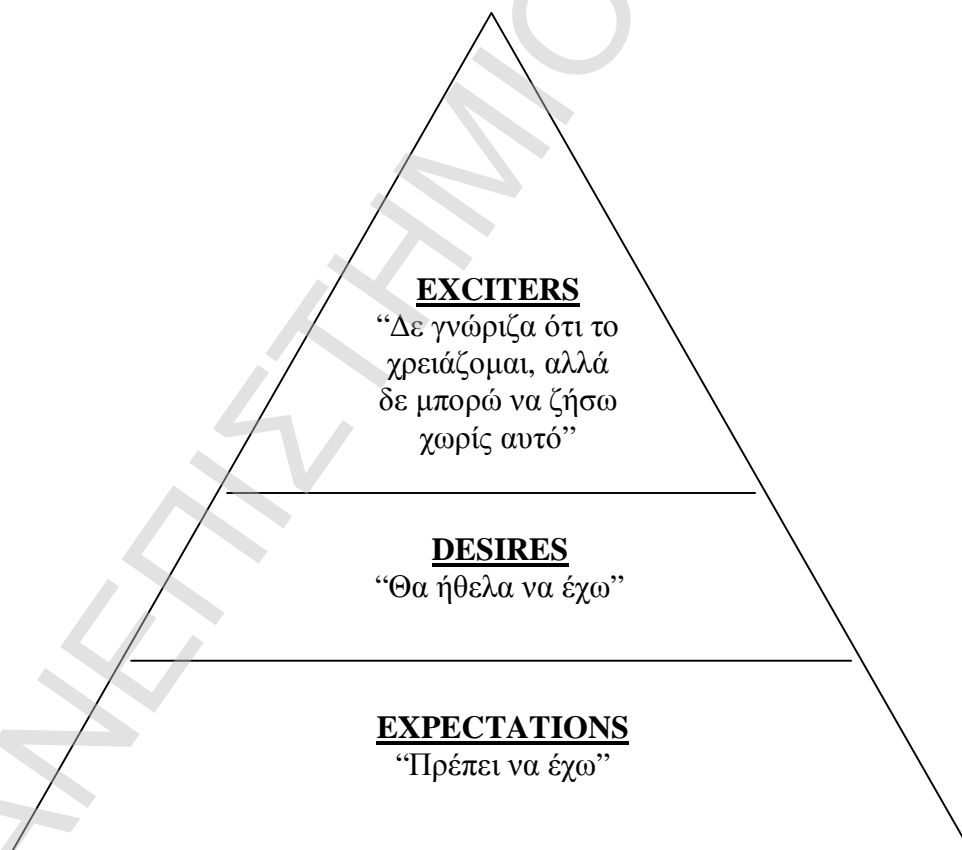 EXCITERS
“Δε γνώριζα ότι το
χρειάζομαι, αλλά
δε μπορώ να ζήσω
χωρίς αυτό”
DESIRES
“Θα ήθελα να έχω”
EXPECTATIONS
“Πρέπει να έχω”